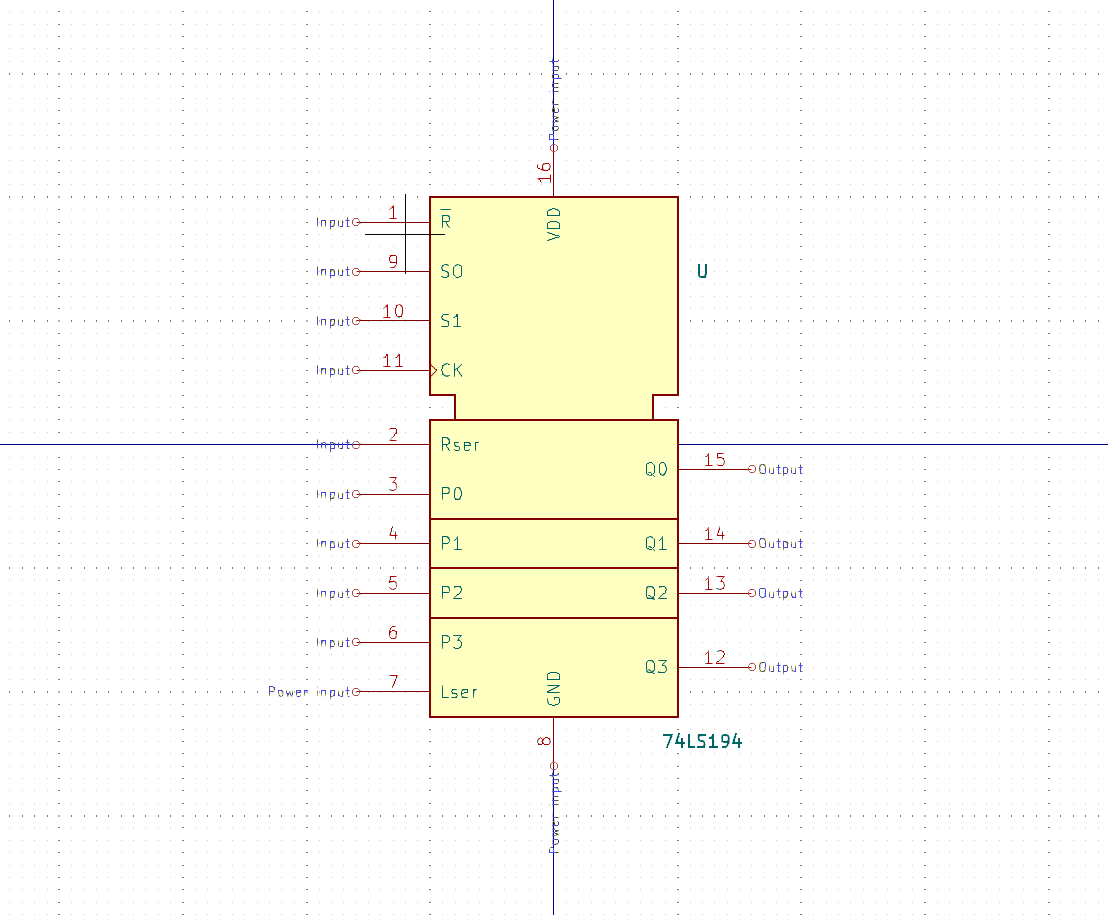 Power input
16
VDD
Input 1 R
U
Input 9 S0
Input 10 S1
Input 11 CK
Input 2 Rser
Q0 15 Output
Input 3 P0
Input 4 P1
Q1 14 Output
Input 5 P2
Q2 13 Output
Input 6 P3
Q3 12 Output
Power input 7 Lser
GND
8
74LS194
Power input